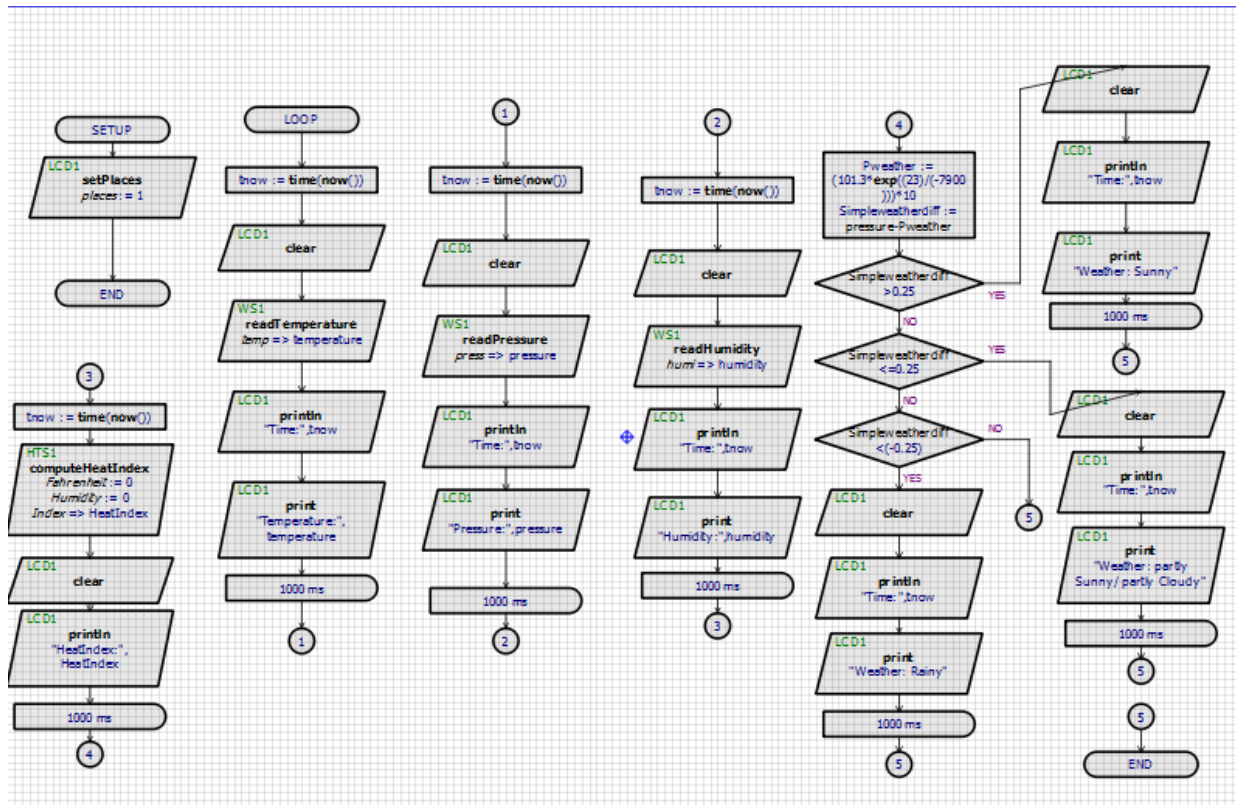 SETUP
LCD1
setPlaces
places := 1
END
3
tnow := time(now())
HTS1
computeHeatIndex
Fahrenheit := 0
Humidity := 0
Index => HeatIndex
LCD1
clear
LCD1
println
"HeatIndex:",
HeatIndex
1000 ms
4
LOOP
tnow := time(now())
LCD1
clear
WS1
readTemperature
temp => temperature
LCD1
println
"Time:",tnow
LCD1
print
"Temperature:",
temperature
1000 ms
1
1
tnow := time(now())
LCD1
clear
WS1
readPressure
press => pressure
LCD1
println
"Time:",tnow
LCD1
print
"Pressure:",pressure
1000 ms
2
2
tnow := time(now())
LCD1
clear
WS1
readHumidity
humi => humidity
LCD1
println
"Time:",tnow
LCD1
print
"Humidity:",humidity
1000 ms
3
4
Pweather :=
(101.3*exp((23)/(-7900
)))*10
Simpleweatherdiff :=
pressure-Pweather
Simpleweatherdiff
>0.25
YES
NO
Simpleweatherdiff
<=0.25
YES
NO
Simpleweatherdiff
<(-0.25)
NO
YES
5
LCD1
clear
LCD1
println
"Time:",tnow
LCD1
print
"Weather: Rainy"
1000 ms
5
LCD1
clear
LCD1
println
"Time:",tnow
LCD1
print
"Weather: Sunny"
1000 ms
5
LCD1
clear
LCD1
println
"Time:",tnow
LCD1
print
"Weather: partly
Sunny/ partly Cloudy"
1000 ms
5
5
END